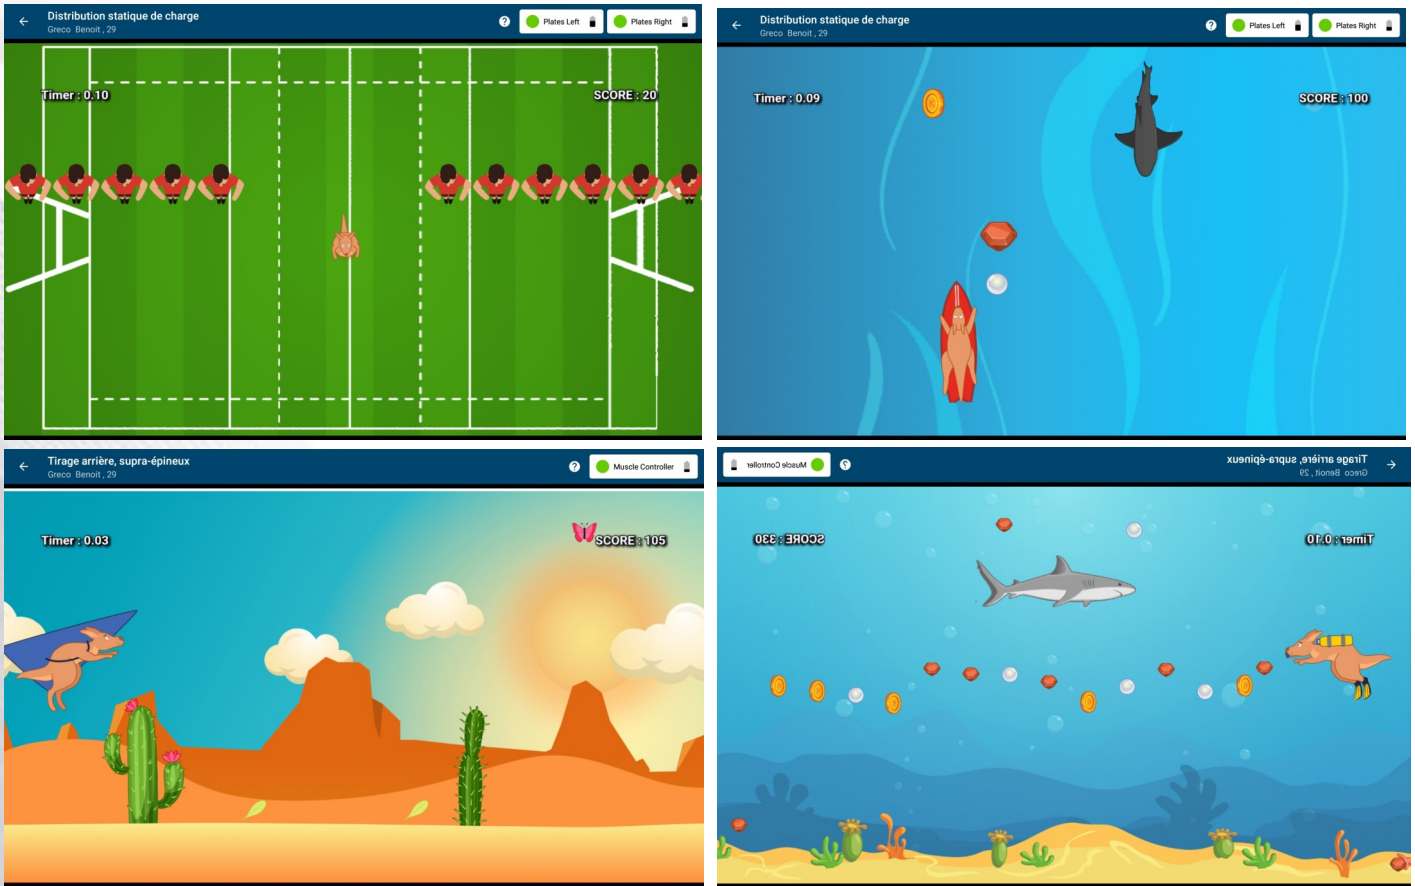 Distribution statique de charge
Greco Benoit , 29
? Plates Left Plates Right
Timer : 0.10
SCORE : 20
Distribution statique de charge
Greco Benoit , 29
? Plates Left Plates Right
Timer : 0.09
SCORE : 100
Tirage arrière, supra-épineux
Greco Benoit , 29
? Muscle Controller
Timer : 0.03
SCORE : 105
Tirage arrière, supra-épineux
Greco Benoit , 29
? Muscle Controller
Timer : 0.10
SCORE : 330